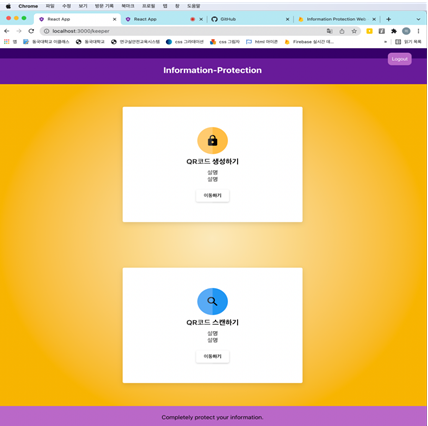 Chrome 파일 수정 보기 방문 기록 북마크 프로필 탭 창 도움말
React App React App GitHub Information Protection Web
localhost:3000/keeper
앱 동국대학교 이클래스 동국대학교 연구실안전교육시스템 css 그라데이션 css 그림자 html 아이콘 Firebase 실시간 데... 읽기 목록
Logout
Information-Protection
QR코드 생성하기
설명
설명
이동하기
QR코드 스캔하기
설명
설명
이동하기
Completely protect your information.